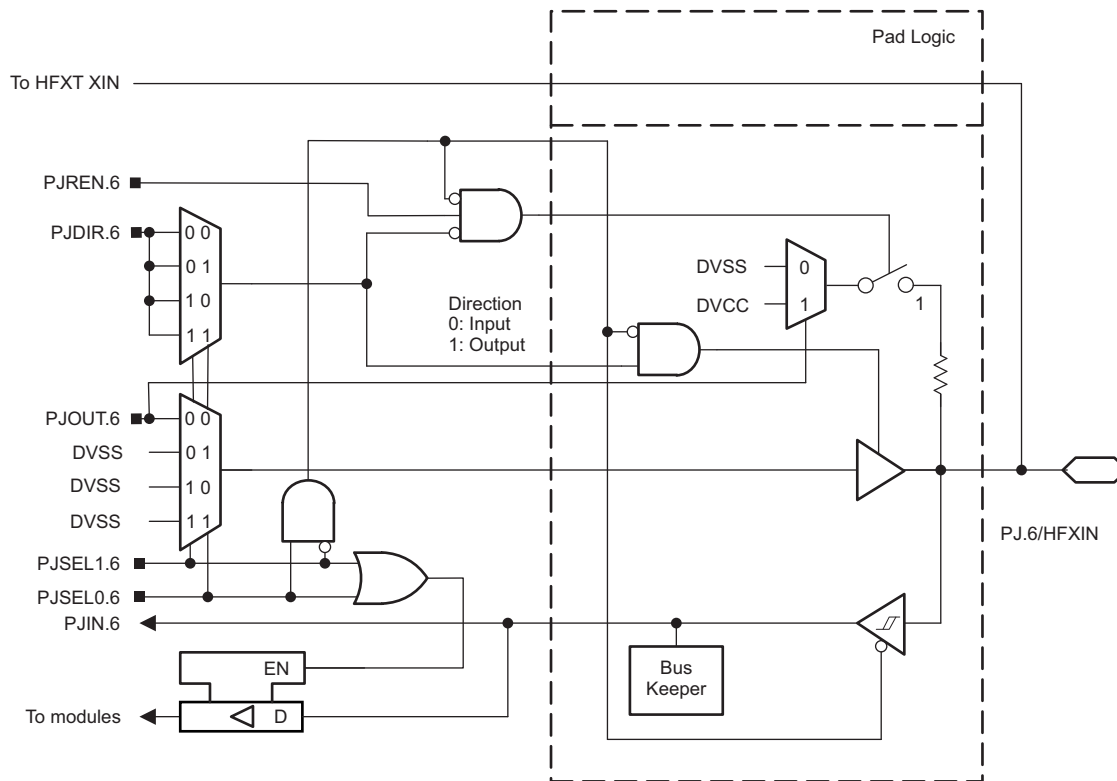 Pad Logic
To HFXT XIN
PJREN.6
PJDIR.6
0 0
0 1
1 0
1 1
DVSS
0
DVCC
1
1
Direction
0: Input
1: Output
PJOUT.6
0 0
DVSS
0 1
DVSS
1 0
DVSS
1 1
PJ.6/HFXIN
PJSEL1.6
PJSEL0.6
PJIN.6
EN
Bus
Keeper
To modules
D